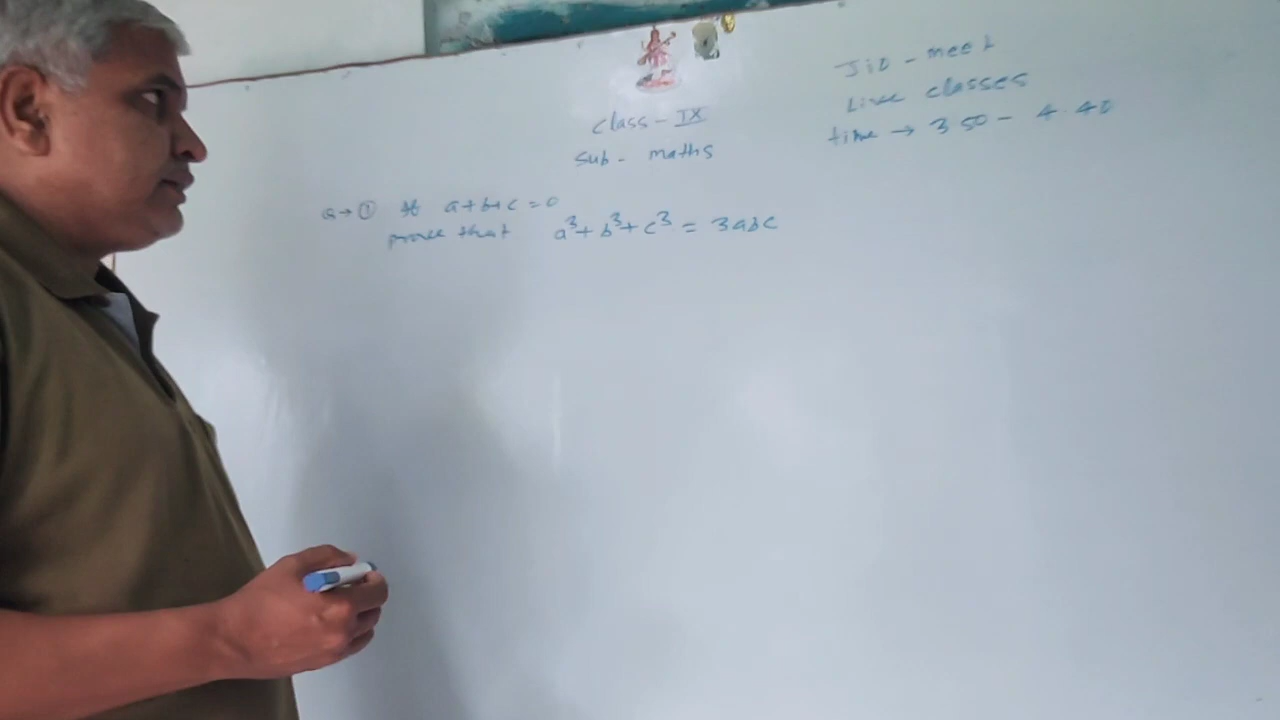 Class - IX
Sub - maths
JiO - meet
Live classes
time → 3 50 - 4.40
Q → ① If a+b+c = 0
prove that a³+b³+c³ = 3abc